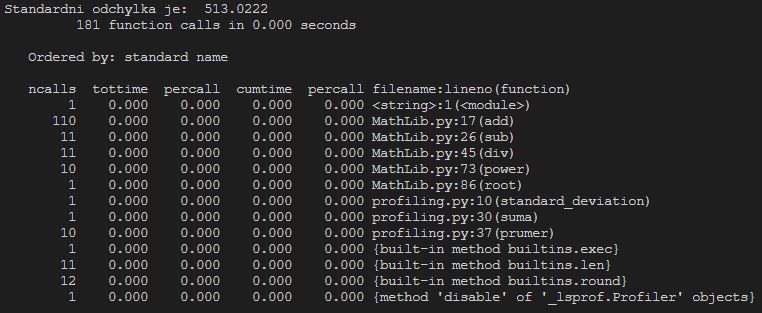 Standardni odchylka je:  513.0222
         181 function calls in 0.000 seconds

   Ordered by: standard name

   ncalls  tottime  percall  cumtime  percall filename:lineno(function)
        1    0.000    0.000    0.000    0.000 <string>:1(<module>)
      110    0.000    0.000    0.000    0.000 MathLib.py:17(add)
       11    0.000    0.000    0.000    0.000 MathLib.py:26(sub)
       11    0.000    0.000    0.000    0.000 MathLib.py:45(div)
       10    0.000    0.000    0.000    0.000 MathLib.py:73(power)
        1    0.000    0.000    0.000    0.000 MathLib.py:86(root)
        1    0.000    0.000    0.000    0.000 profiling.py:10(standard_deviation)
        1    0.000    0.000    0.000    0.000 profiling.py:30(suma)
       10    0.000    0.000    0.000    0.000 profiling.py:37(prumer)
        1    0.000    0.000    0.000    0.000 {built-in method builtins.exec}
       11    0.000    0.000    0.000    0.000 {built-in method builtins.len}
       12    0.000    0.000    0.000    0.000 {built-in method builtins.round}
        1    0.000    0.000    0.000    0.000 {method 'disable' of '_lsprof.Profiler' objects}